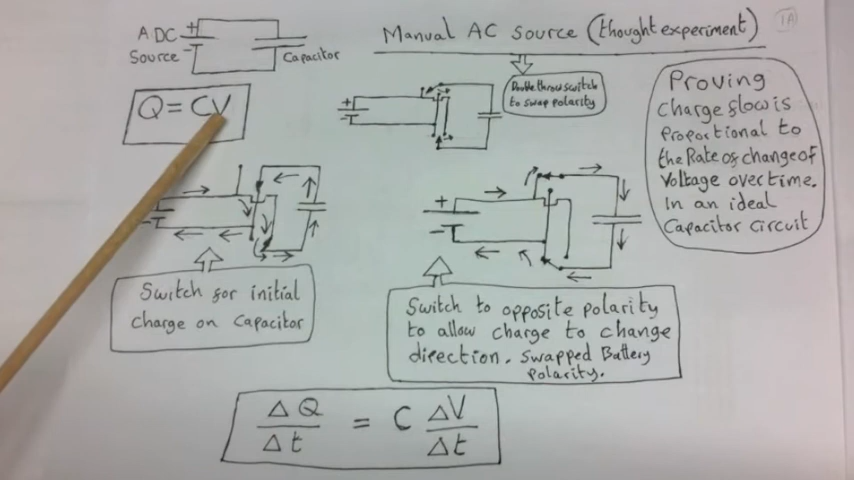 Manual AC Source (thought experiment)
1A
A DC
Source
+
-
Capacitor
Q = CV
Double throw switch
to swap polarity
+
-
Proving
Charge flow is
Proportional to
the Rate of change of
Voltage over time.
In an ideal
Capacitor circuit
Switch for initial
Charge on Capacitor
+
-
Switch to opposite polarity
to allow charge to change
direction. Swapped Battery
polarity.
ΔQ/Δt = C ΔV/Δt